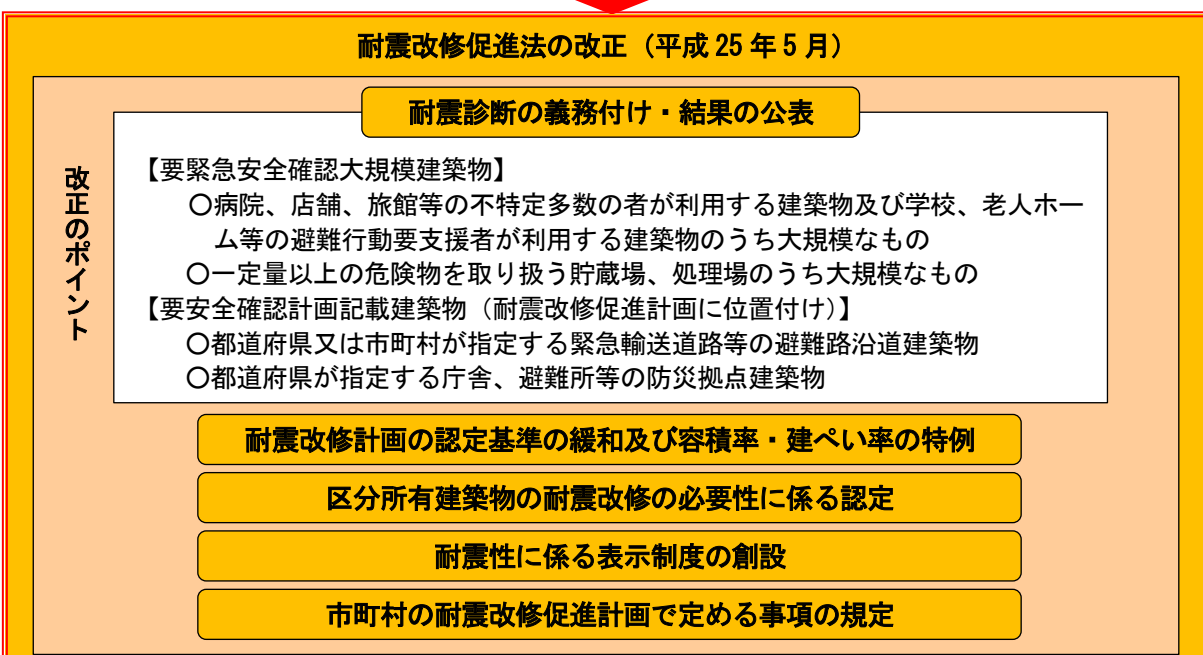 耐震改修促進法の改正(平成25年5月)
改正のポイント
耐震診断の義務付け・結果の公表
【要緊急安全確認大規模建築物】
○病院、店舗、旅館等の不特定多数の者が利用する建築物及び学校、老人ホー
ム等の避難行動要支援者が利用する建築物のうち大規模なもの
○一定量以上の危険物を取り扱う貯蔵場、処理場のうち大規模なもの
【要安全確認計画記載建築物(耐震改修促進計画に位置付け)】
○都道府県又は市町村が指定する緊急輸送道路等の避難路沿道建築物
○都道府県が指定する庁舎、避難所等の防災拠点建築物
耐震改修計画の認定基準の緩和及び容積率・建ぺい率の特例
区分所有建築物の耐震改修の必要性に係る認定
耐震性に係る表示制度の創設
市町村の耐震改修促進計画で定める事項の規定